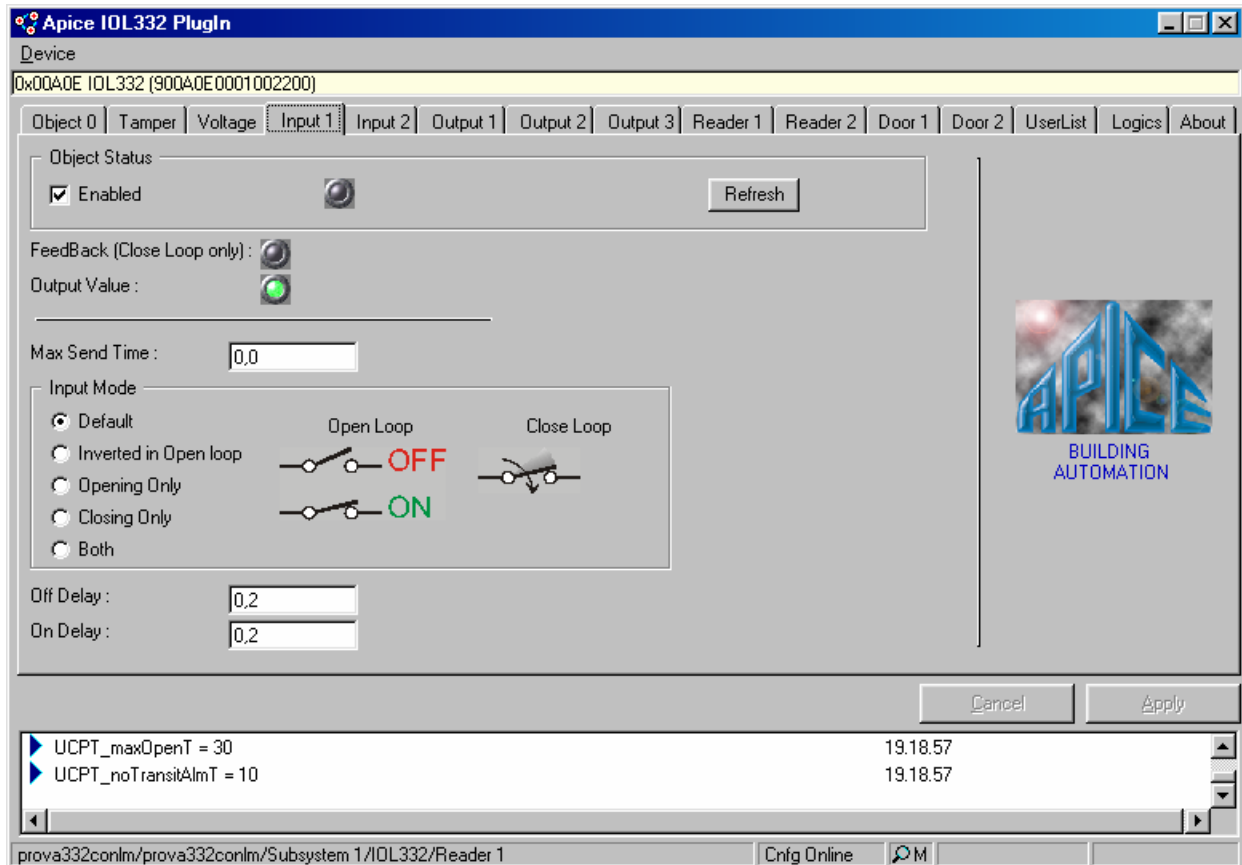 Apice IOL332 PlugIn
Device
0x00A0E IOL332 (900A0E0001002200)
Object 0 Tamper Voltage Input 1 Input 2 Output 1 Output 2 Output 3 Reader 1 Reader 2 Door 1 Door 2 UserList Logics About
Object Status
Enabled Refresh
FeedBack (Close Loop only) :
Output Value :
Max Send Time : 0,0
Input Mode
Default
Open Loop Close Loop
Inverted in Open loop
OFF
Opening Only
Closing Only
ON
Both
Off Delay : 0,2
On Delay : 0,2
APICE
BUILDING
AUTOMATION
Cancel Apply
UCPT_maxOpenT = 30 19.18.57
UCPT_noTransitAlmT = 10 19.18.57
prova332conlm/prova332conlm/Subsystem 1/IOL332/Reader 1 Cnfg Online M